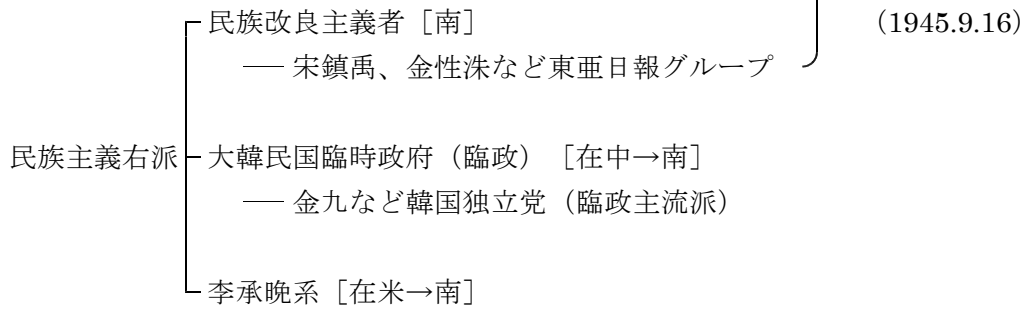 民族改良主義者［南］ (1945.9.16)
── 宋鎮禹、金性洙など東亜日報グループ
民族主義右派 大韓民国臨時政府（臨政）［在中→南］
── 金九など韓国独立党（臨政主流派）
李承晩系［在米→南］